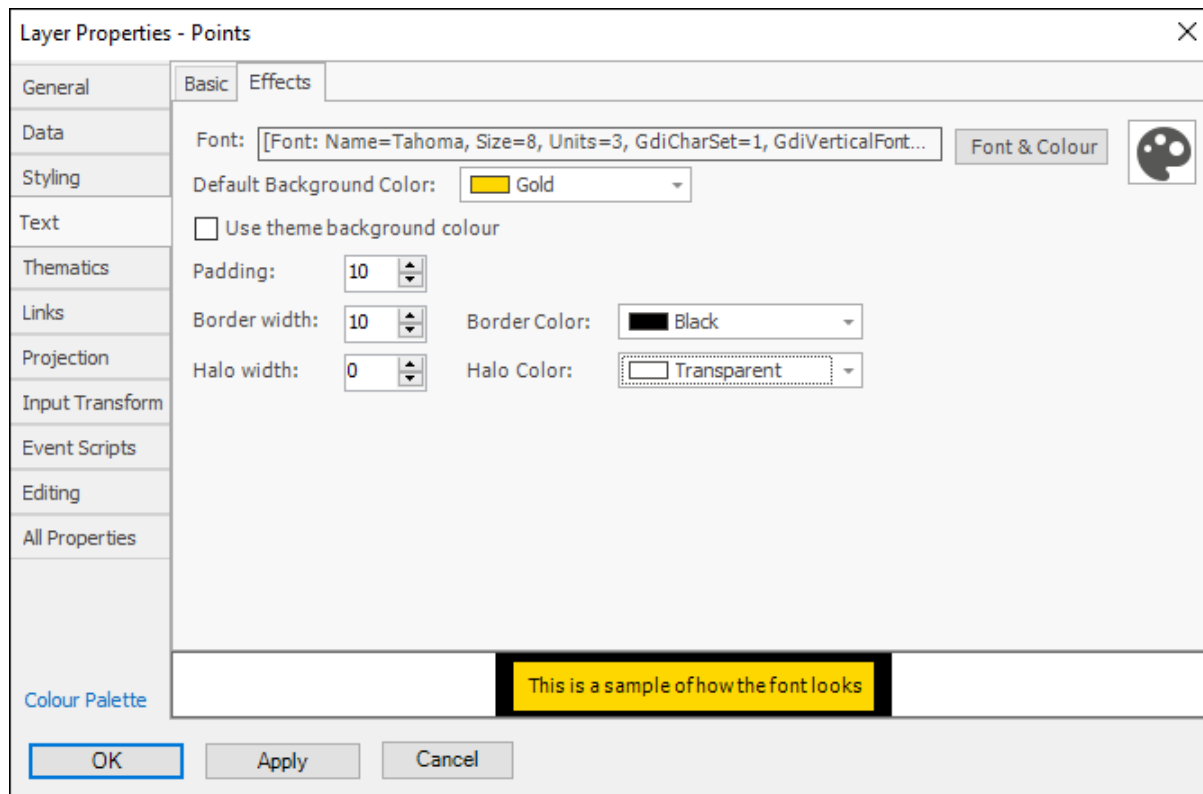 Layer Properties - Points
General
Data
Styling
Text
Thematics
Links
Projection
Input Transform
Event Scripts
Editing
All Properties
Colour Palette
Basic Effects
Font: [Font: Name=Tahoma, Size=8, Units=3, GdiCharSet=1, GdiVerticalFont... Font & Colour
Default Background Color: Gold
Use theme background colour
Padding: 10
Border width: 10 Border Color: Black
Halo width: 0 Halo Color: Transparent
This is a sample of how the font looks
OK Apply Cancel